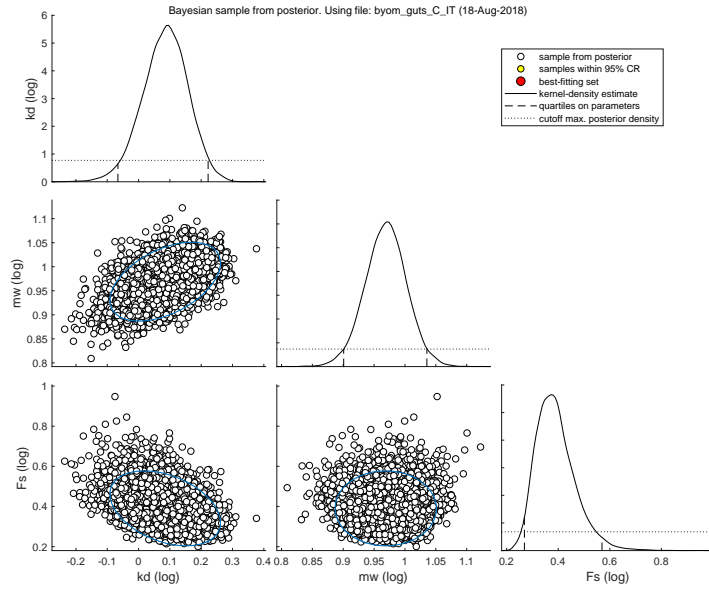 Bayesian sample from posterior. Using file: byom_guts_C_IT (18-Aug-2018)
6
5
4
3
2
1
0
kd (log)
sample from posterior
samples within 95% CR
best-fitting set
kernel-density estimate
quartiles on parameters
cutoff max. posterior density
1.1
1.05
1
0.95
0.9
0.85
0.8
mw (log)
1
0.8
0.6
0.4
0.2
Fs (log)
-0.2 -0.1 0 0.1 0.2 0.3 0.4
kd (log)
0.8 0.85 0.9 0.95 1 1.05 1.1
mw (log)
0.2 0.4 0.6 0.8
Fs (log)